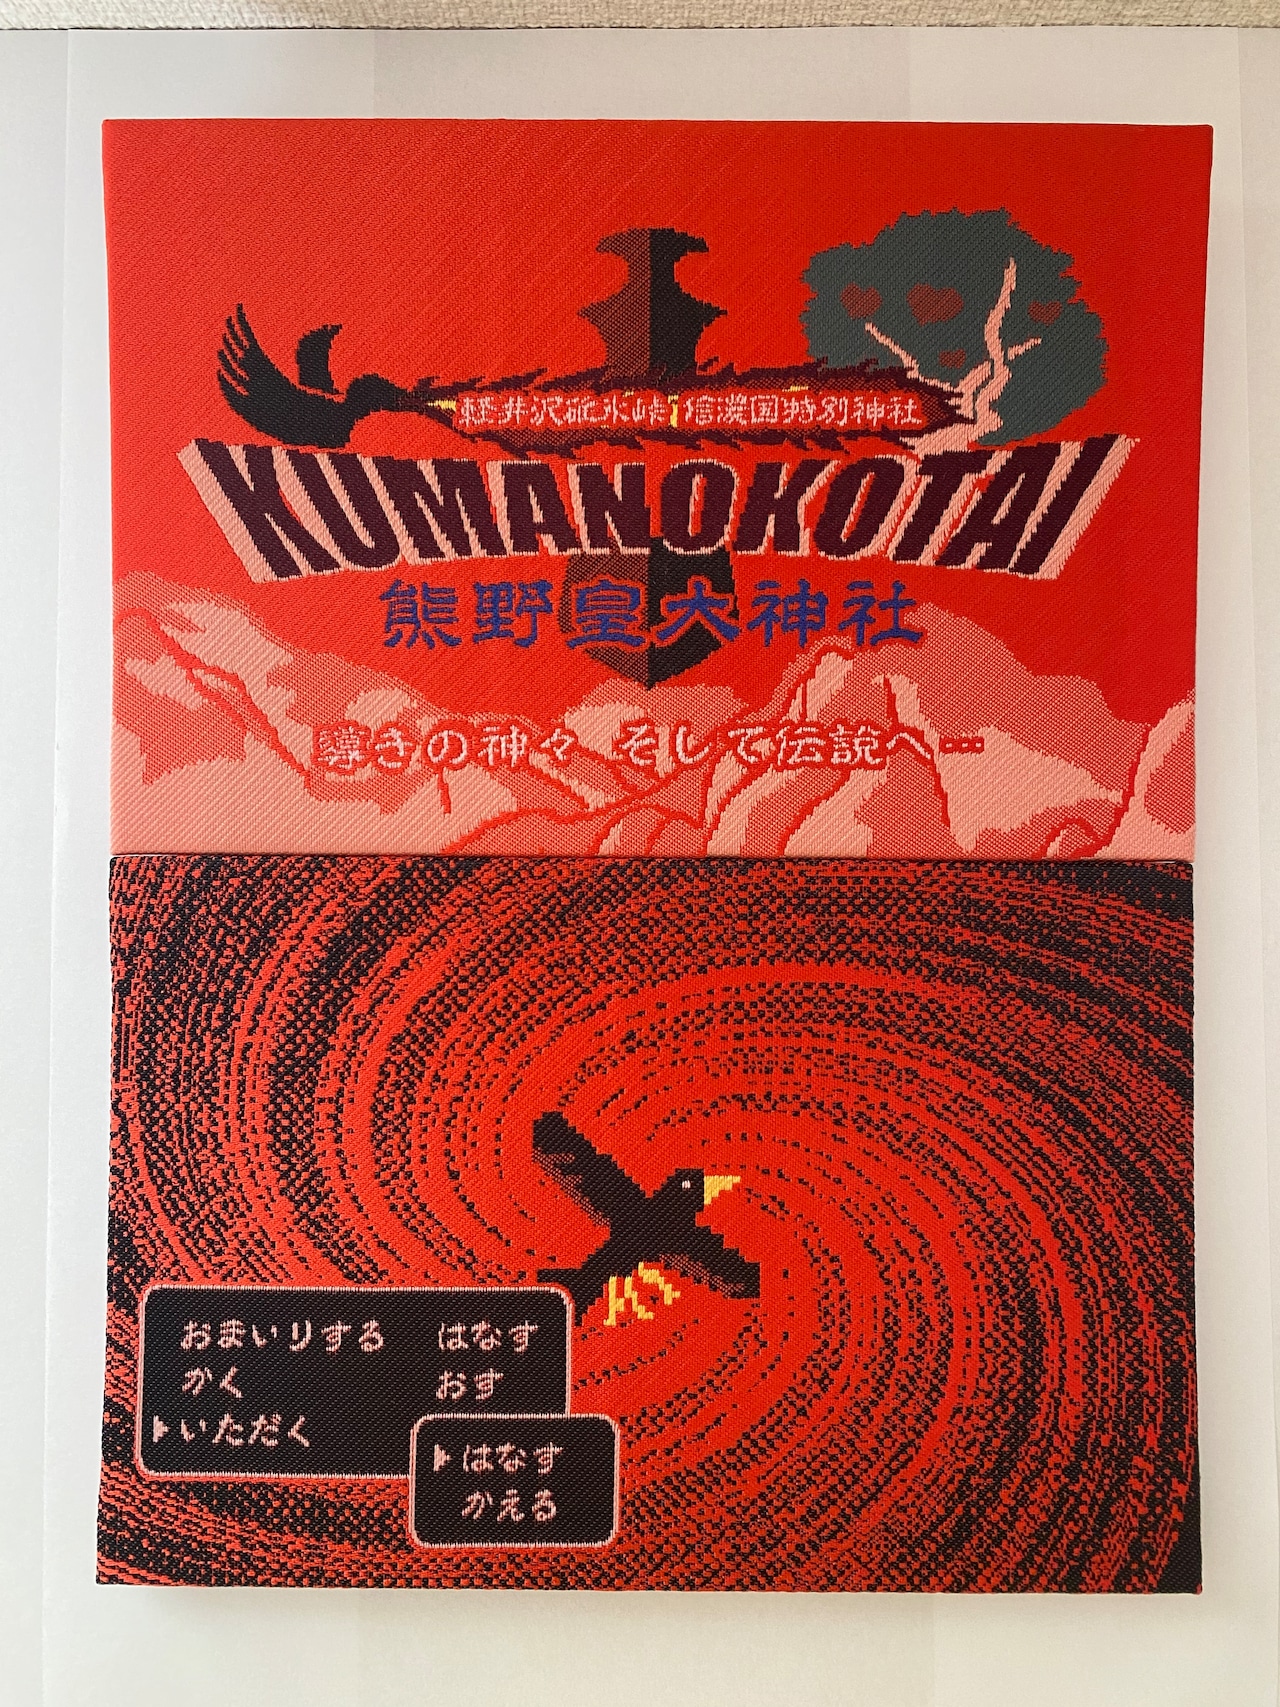 軽井沢碓氷峠 信濃国特別神社
KUMANOKOTAI
熊野皇大神社
導きの神々 そして伝説へ…
おまいりする はなす
かく おす
▶いただく
▶はなす
かえる